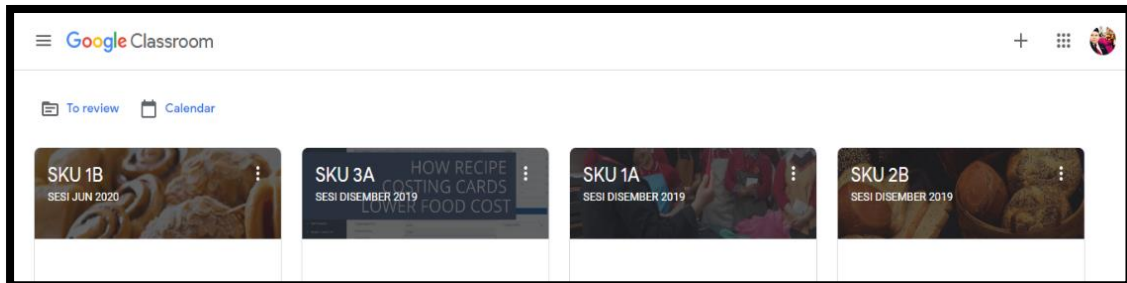 Google Classroom
To review Calendar
SKU 1B
SESI JUN 2020
SKU 3A
SESI DISEMBER 2019
HOW RECIPE
COSTING CARDS
LOWER FOOD COST
SKU 1A
SESI DISEMBER 2019
SKU 2B
SESI DISEMBER 2019